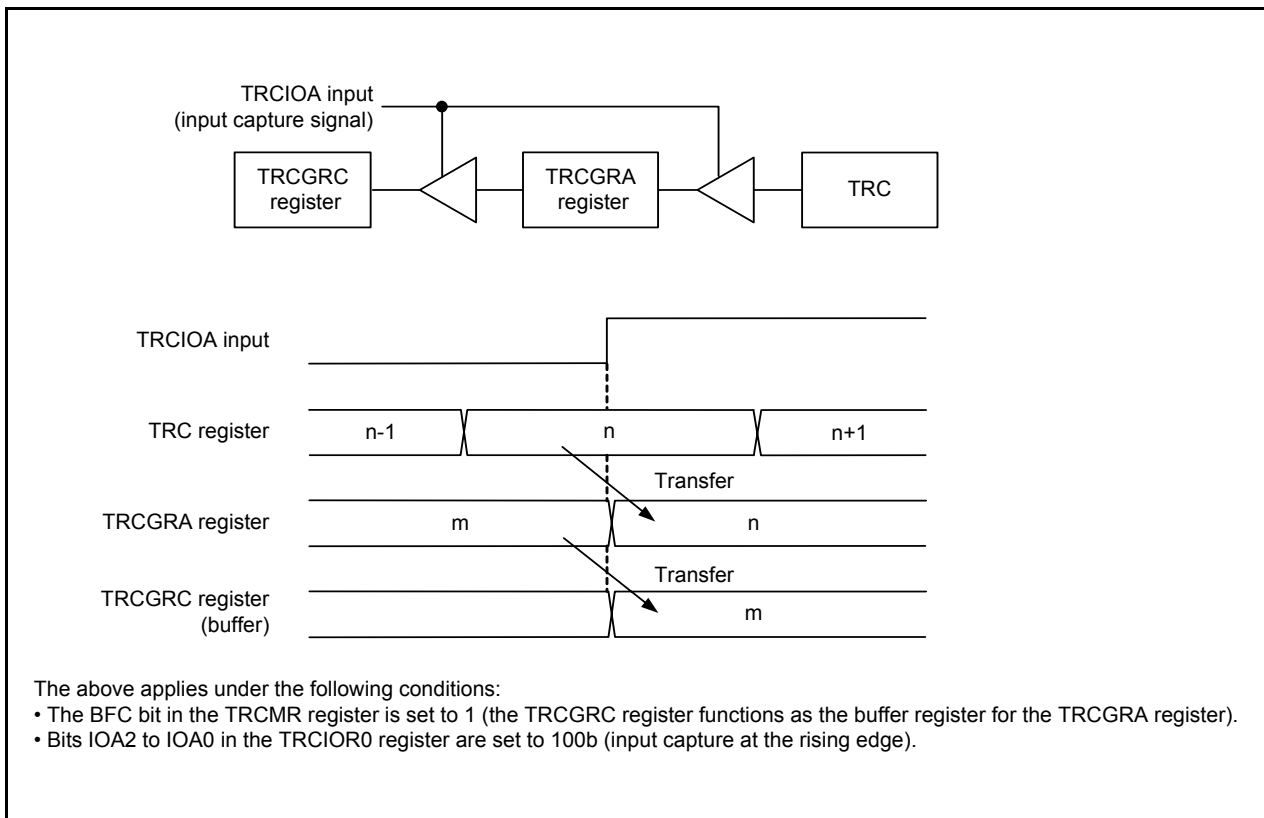 TRCIOA input
(input capture signal)
TRCGRC
register
TRCGRA
register
TRC
TRCIOA input
TRC register
n-1
n
n+1
Transfer
TRCGRA register
m
n
Transfer
TRCGRC register
(buffer)
m
The above applies under the following conditions:
• The BFC bit in the TRCMR register is set to 1 (the TRCGRC register functions as the buffer register for the TRCGRA register).
• Bits IOA2 to IOA0 in the TRCIOR0 register are set to 100b (input capture at the rising edge).